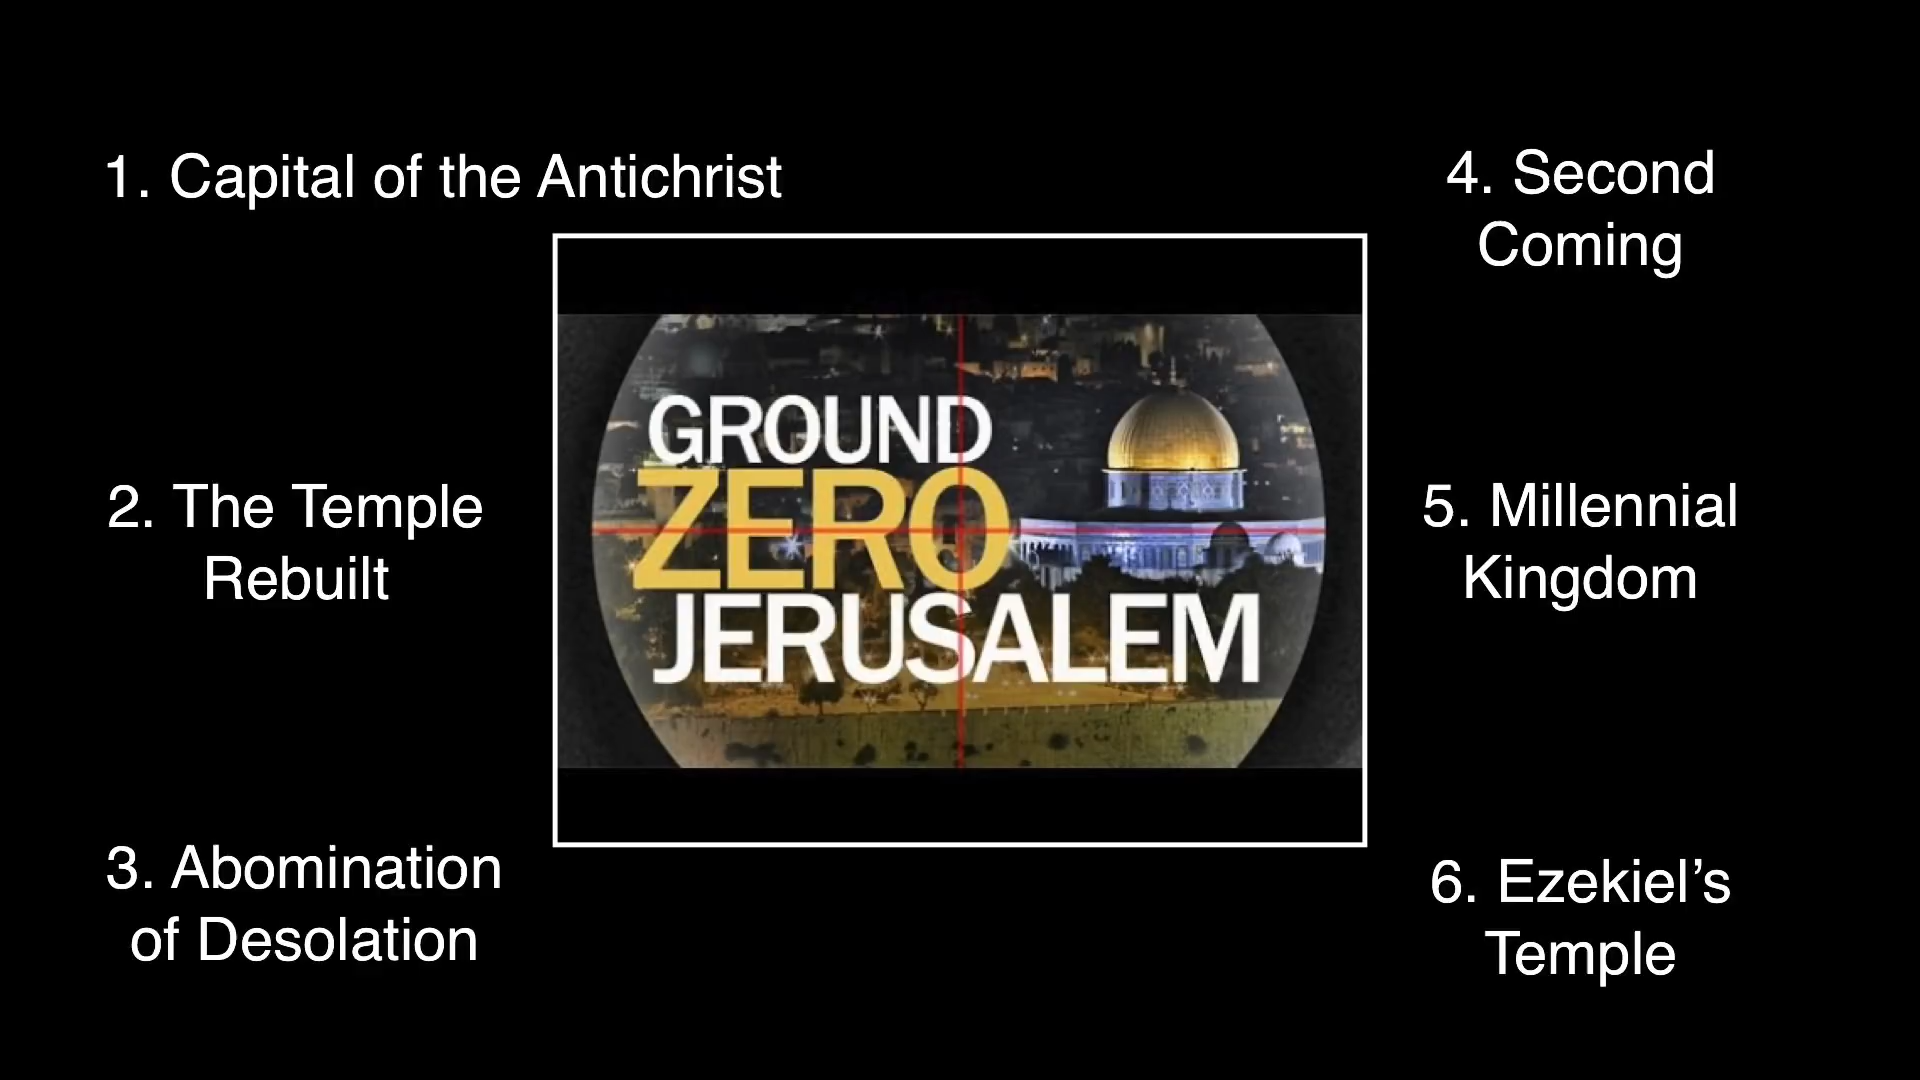 1. Capital of the Antichrist
2. The Temple
Rebuilt
3. Abomination
of Desolation
GROUND
ZERO
JERUSALEM
4. Second
Coming
5. Millennial
Kingdom
6. Ezekiel’s
Temple